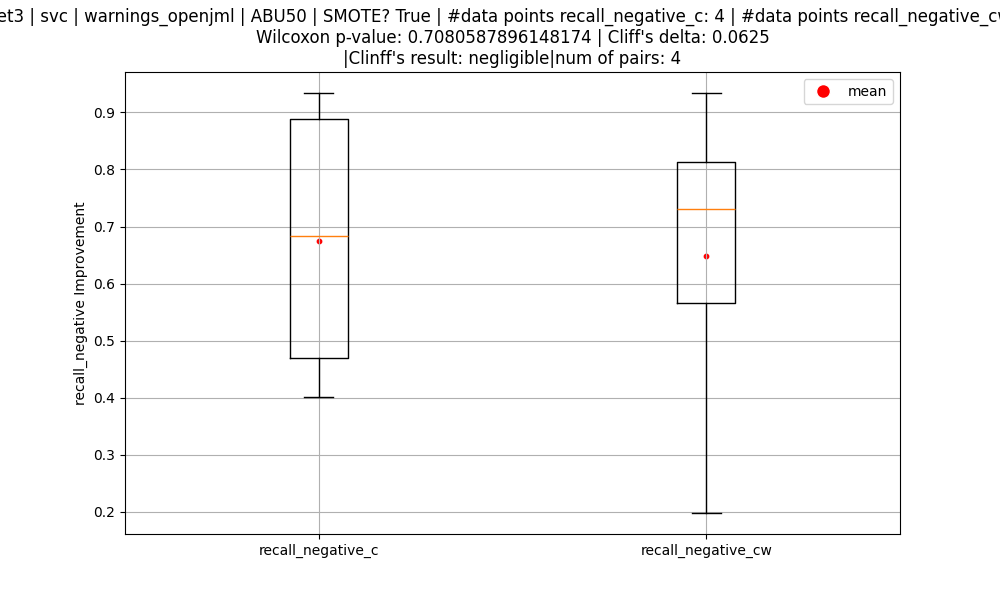 et3 | svc | warnings_openjml | ABU50 | SMOTE? True | #data points recall_negative_c: 4 | #data points recall_negative_cw
Wilcoxon p-value: 0.7080587896148174 | Cliff's delta: 0.0625
|Clinff's result: negligible|num of pairs: 4
mean
0.9
0.8
0.7
0.6
0.5
0.4
0.3
0.2
recall_negative Improvement
recall_negative_c
recall_negative_cw